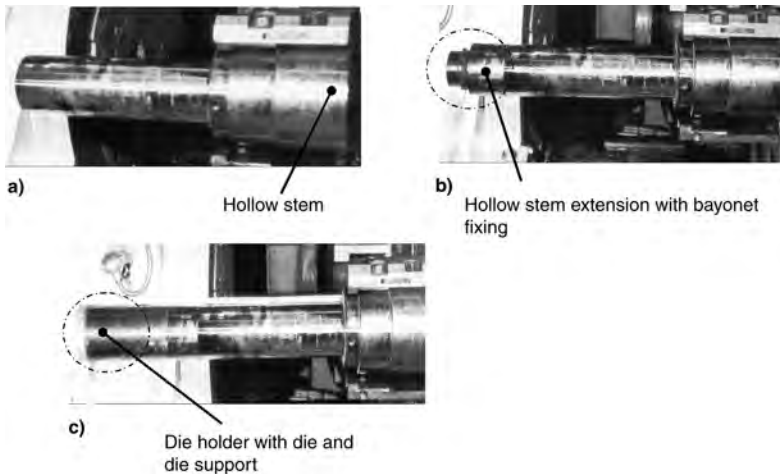 a)
Hollow stem
b)
Hollow stem extension with bayonet
fixing
c)
Die holder with die and
die support